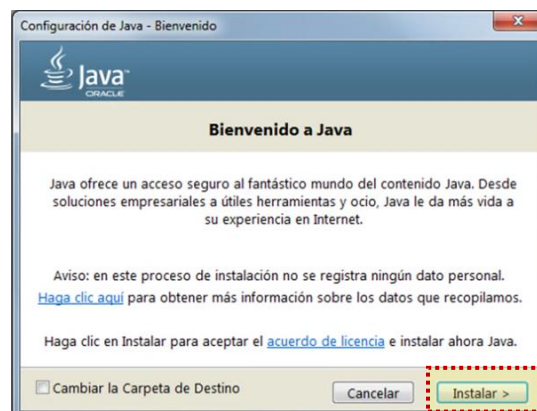 Configuración de Java - Bienvenido
Java
ORACLE
Bienvenido a Java
Java ofrece un acceso seguro al fantástico mundo del contenido Java. Desde
soluciones empresariales a útiles herramientas y ocio, Java le da más vida a
su experiencia en Internet.
Aviso: en este proceso de instalación no se registra ningún dato personal.
Haga clic aquí para obtener más información sobre los datos que recopilamos.
Haga clic en Instalar para aceptar el acuerdo de licencia e instalar ahora Java.
Cambiar la Carpeta de Destino
Cancelar
Instalar >